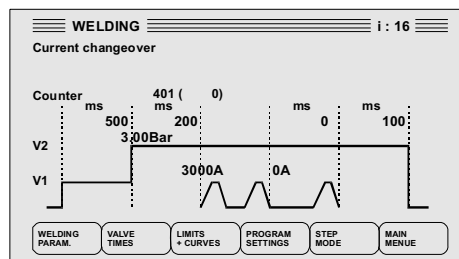 WELDING i : 16
Current changeover
Counter 401 ( 0)
ms ms ms ms
500 200 0 100
3.00Bar
V2
3000A 0A
V1
WELDING PARAM. VALVE TIMES LIMITS + CURVES PROGRAM SETTINGS STEP MODE MAIN MENUE